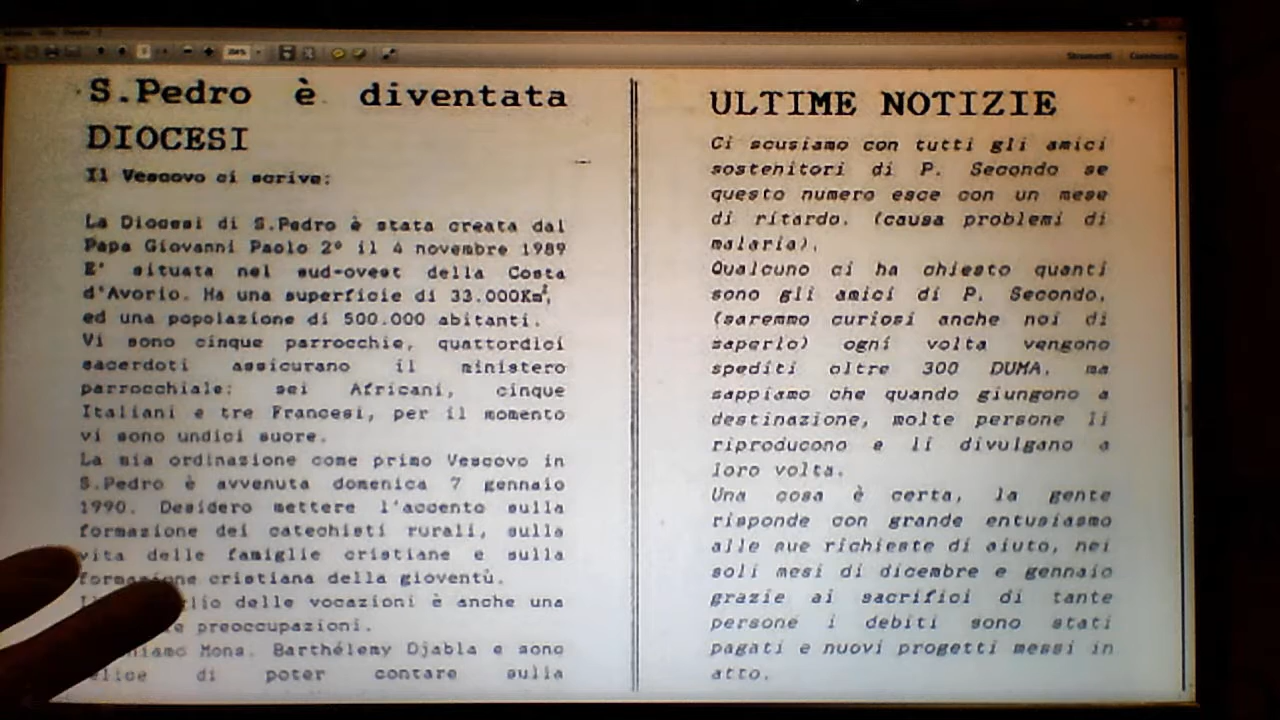 Strumenti
Commento
S.Pedro è diventata
DIOCESI
Il Vescovo ci scrive:
La Diocesi di S.Pedro è stata creata dal
Papa Giovanni Paolo 2° il 4 novembre 1989
E' situata nel sud-ovest della Costa
d'Avorio. Ha una superficie di 33.000Km²,
ed una popolazione di 500.000 abitanti.
Vi sono cinque parrocchie, quattordici
sacerdoti assicurano il ministero
parrocchiale: sei Africani, cinque
Italiani e tre Francesi, per il momento
vi sono undici suore.
La mia ordinazione come primo Vescovo in
S.Pedro è avvenuta domenica 7 gennaio
1990. Desidero mettere l'accento sulla
formazione dei catechisti rurali, sulla
vita delle famiglie cristiane e sulla
formazione cristiana della gioventù.
delle vocazioni è anche una
preoccupazioni.
Mons. Barthélemy Djabla e sono
di poter contare sulla
ULTIME NOTIZIE
Ci scusiamo con tutti gli amici
sostenitori di P. Secondo se
questo numero esce con un mese
di ritardo. (causa problemi di
malaria).
Qualcuno ci ha chiesto quanti
sono gli amici di P. Secondo,
(saremmo curiosi anche noi di
saperlo) ogni volta vengono
spediti oltre 300 DUMA, ma
sappiamo che quando giungono a
destinazione, molte persone li
riproducono e li divulgano a
loro volta.
Una cosa è certa, la gente
risponde con grande entusiasmo
alle sue richieste di aiuto, nei
soli mesi di dicembre e gennaio
grazie ai sacrifici di tante
persone i debiti sono stati
pagati e nuovi progetti messi in
atto.